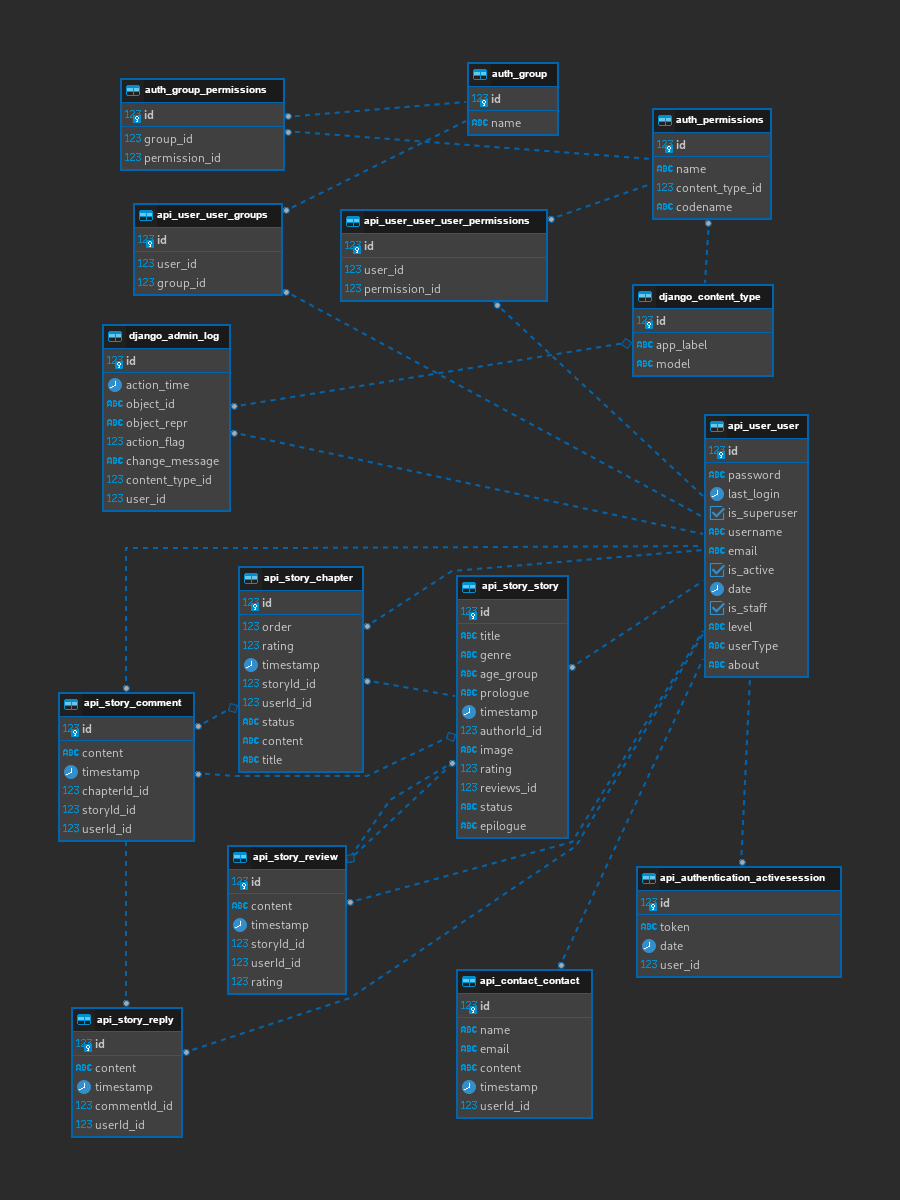 auth_group_permissions
123 id
123 group_id
123 permission_id
auth_group
123 id
ABC name
auth_permissions
123 id
ABC name
123 content_type_id
ABC codename
api_user_user_groups
123 id
123 user_id
123 group_id
api_user_user_user_permissions
123 id
123 user_id
123 permission_id
django_content_type
123 id
ABC app_label
ABC model
django_admin_log
123 id
action_time
ABC object_id
ABC object_repr
123 action_flag
ABC change_message
123 content_type_id
123 user_id
api_user_user
123 id
ABC password
last_login
is_superuser
ABC username
ABC email
is_active
date
is_staff
123 level
ABC userType
ABC about
api_story_chapter
123 id
123 order
123 rating
timestamp
123 storyId_id
123 userId_id
ABC status
ABC content
ABC title
api_story_story
123 id
ABC title
ABC genre
ABC age_group
ABC prologue
timestamp
123 authorId_id
ABC image
123 rating
123 reviews_id
ABC status
ABC epilogue
api_story_comment
123 id
ABC content
timestamp
123 chapterId_id
123 storyId_id
123 userId_id
api_story_review
123 id
ABC content
timestamp
123 storyId_id
123 userId_id
123 rating
api_authentication_activesession
123 id
ABC token
date
123 user_id
api_contact_contact
123 id
ABC name
ABC email
ABC content
timestamp
123 userId_id
api_story_reply
123 id
ABC content
timestamp
123 commentId_id
123 userId_id